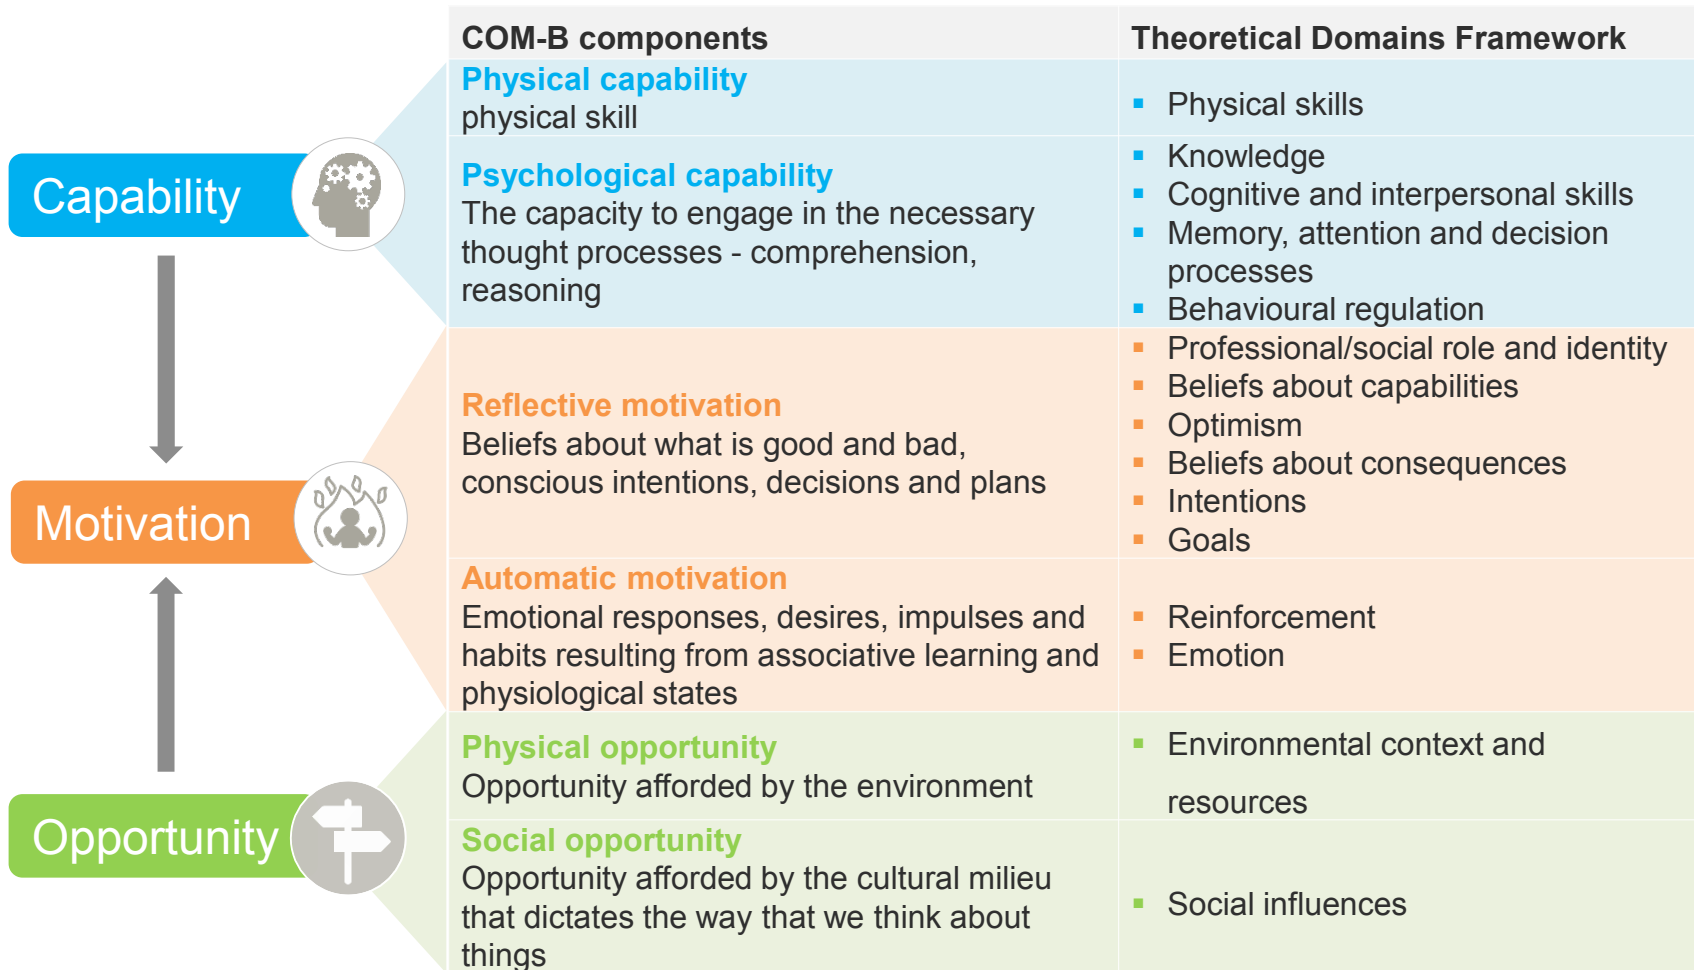 COM-B components
Theoretical Domains Framework
Capability
Physical capability
physical skill
▪ Physical skills
Psychological capability
The capacity to engage in the necessary
thought processes - comprehension,
reasoning
▪ Knowledge
▪ Cognitive and interpersonal skills
▪ Memory, attention and decision
processes
▪ Behavioural regulation
Motivation
Reflective motivation
Beliefs about what is good and bad,
conscious intentions, decisions and plans
▪ Professional/social role and identity
▪ Beliefs about capabilities
▪ Optimism
▪ Beliefs about consequences
▪ Intentions
▪ Goals
Automatic motivation
Emotional responses, desires, impulses and
habits resulting from associative learning and
physiological states
▪ Reinforcement
▪ Emotion
Opportunity
Physical opportunity
Opportunity afforded by the environment
▪ Environmental context and
resources
Social opportunity
Opportunity afforded by the cultural milieu
that dictates the way that we think about
things
▪ Social influences